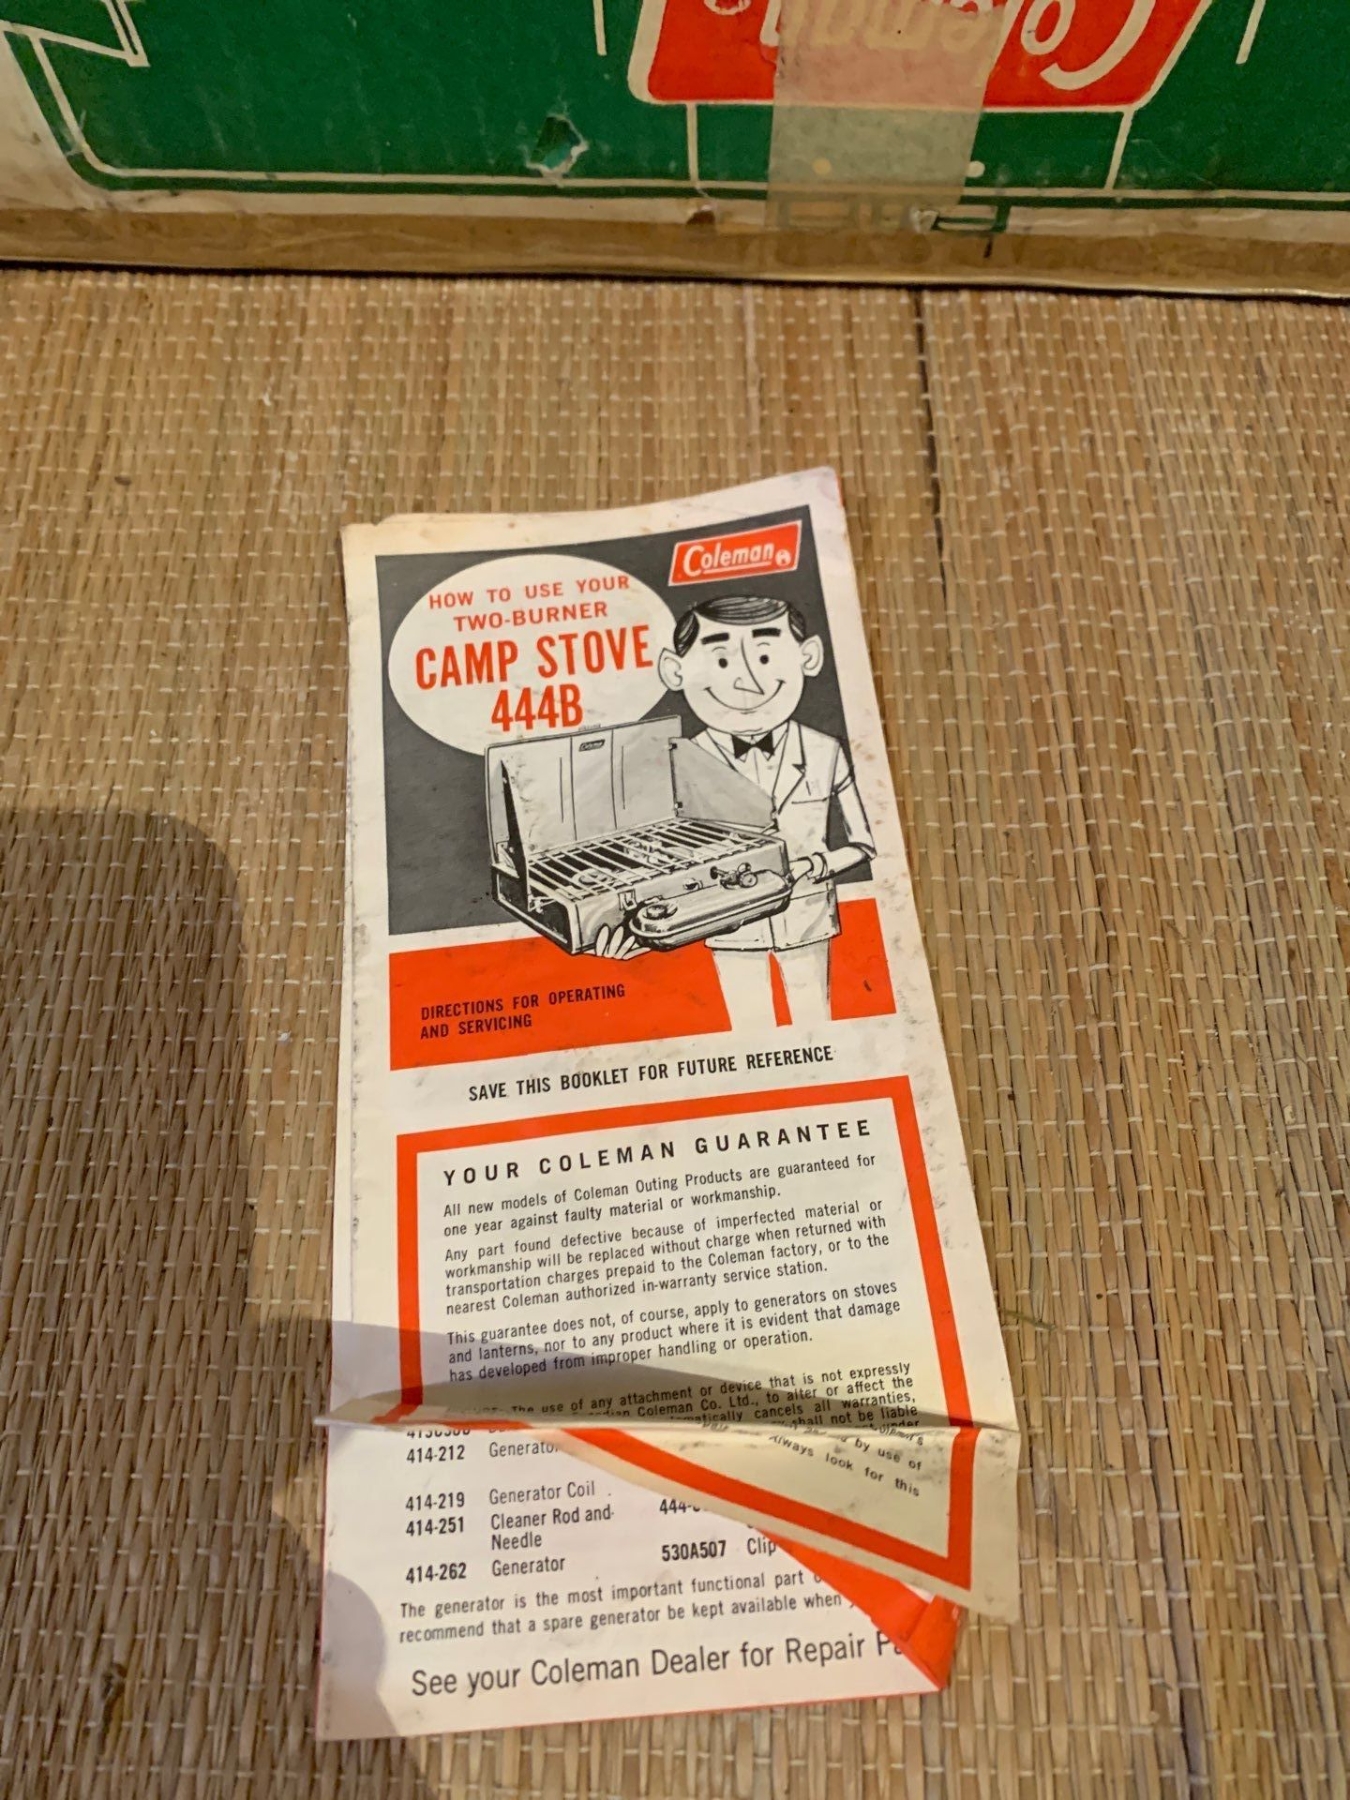 Coleman
Coleman
HOW TO USE YOUR
TWO-BURNER
CAMP STOVE
444B
DIRECTIONS FOR OPERATING
AND SERVICING
SAVE THIS BOOKLET FOR FUTURE REFERENCE
YOUR COLEMAN GUARANTEE
All new models of Coleman Outing Products are guaranteed for
one year against faulty material or workmanship.
Any part found defective because of imperfected material or
workmanship will be replaced without charge when returned with
transportation charges prepaid to the Coleman factory, or to the
nearest Coleman authorized in-warranty service station.
This guarantee does not, of course, apply to generators on stoves
and lanterns, nor to any product where it is evident that damage
has developed from improper handling or operation.
The use of any attachment or device that is not expressly
Coleman Co. Ltd., to alter or affect the
cancels all warranties,
shall not be liable
by use of
always look for this
414-212 Generator
414-219 Generator Coil
414-251 Cleaner Rod and
Needle
414-262 Generator
530A507 Clip
The generator is the most important functional part
recommend that a spare generator be kept available when
See your Coleman Dealer for Repair